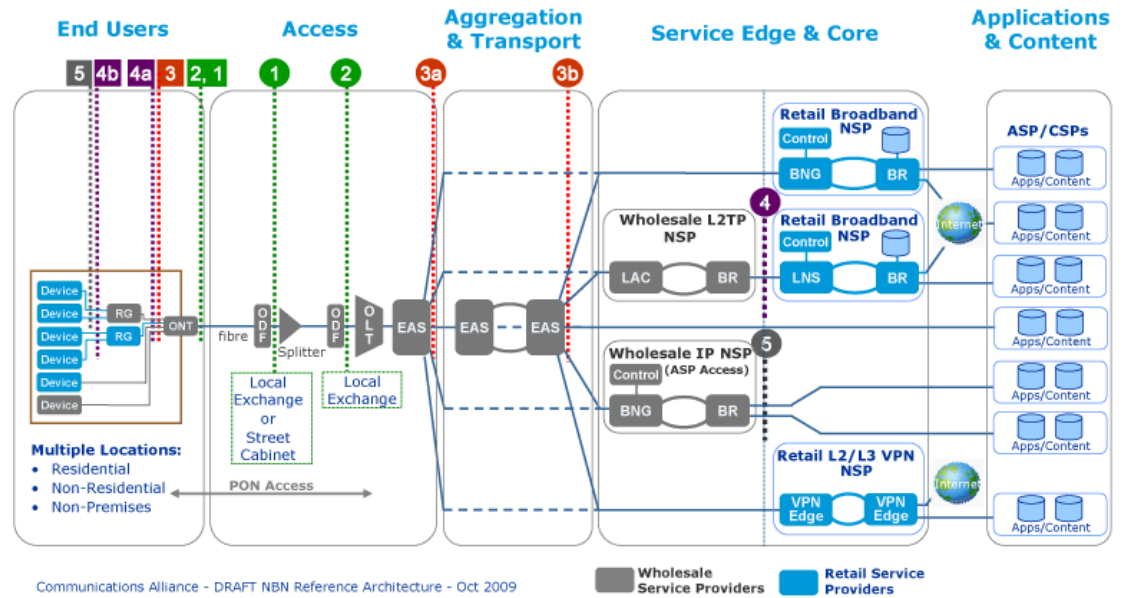 End Users
Access
Aggregation
& Transport
Service Edge & Core
Applications
& Content
5
4b
4a
3
2, 1
1
2
3a
3b
Retail Broadband
NSP
Control
BNG
BR
ASP/CSPs
Apps/Content
4
Wholesale L2TP
NSP
LAC
BR
Retail Broadband
NSP
Control
LNS
BR
Internet
Apps/Content
Apps/Content
Device
Device
Device
Device
Device
Device
RG
RG
ONT
fibre
ODF
Splitter
ODF
OLT
EAS
EAS
EAS
Apps/Content
5
Wholesale IP NSP
(ASP Access)
Control
BNG
BR
Apps/Content
Apps/Content
Local
Exchange
or
Street
Cabinet
Local
Exchange
Multiple Locations:
• Residential
• Non-Residential
• Non-Premises
PON Access
Retail L2/L3 VPN
NSP
VPN
Edge
VPN
Edge
Internet
Apps/Content
Communications Alliance - DRAFT NBN Reference Architecture - Oct 2009
Wholesale
Service Providers
Retail Service
Providers